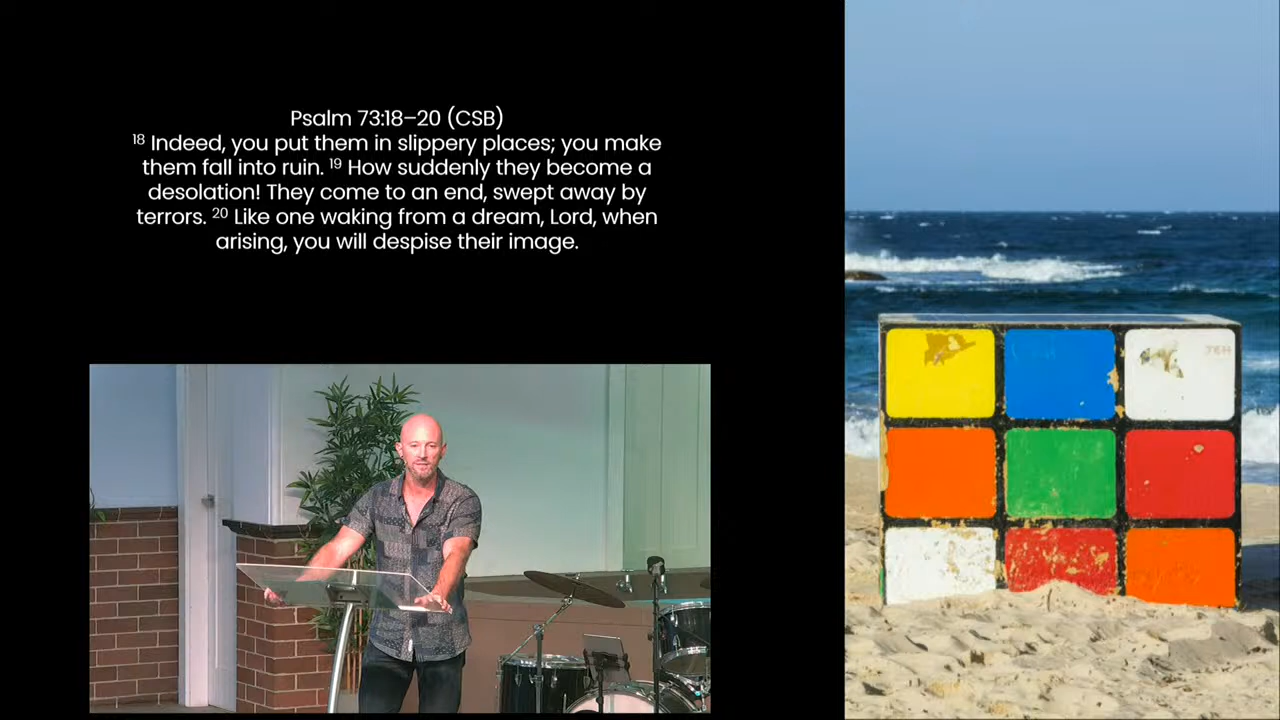 Psalm 73:18–20 (CSB)
¹⁸ Indeed, you put them in slippery places; you make
them fall into ruin. ¹⁹ How suddenly they become a
desolation! They come to an end, swept away by
terrors. ²⁰ Like one waking from a dream, Lord, when
arising, you will despise their image.